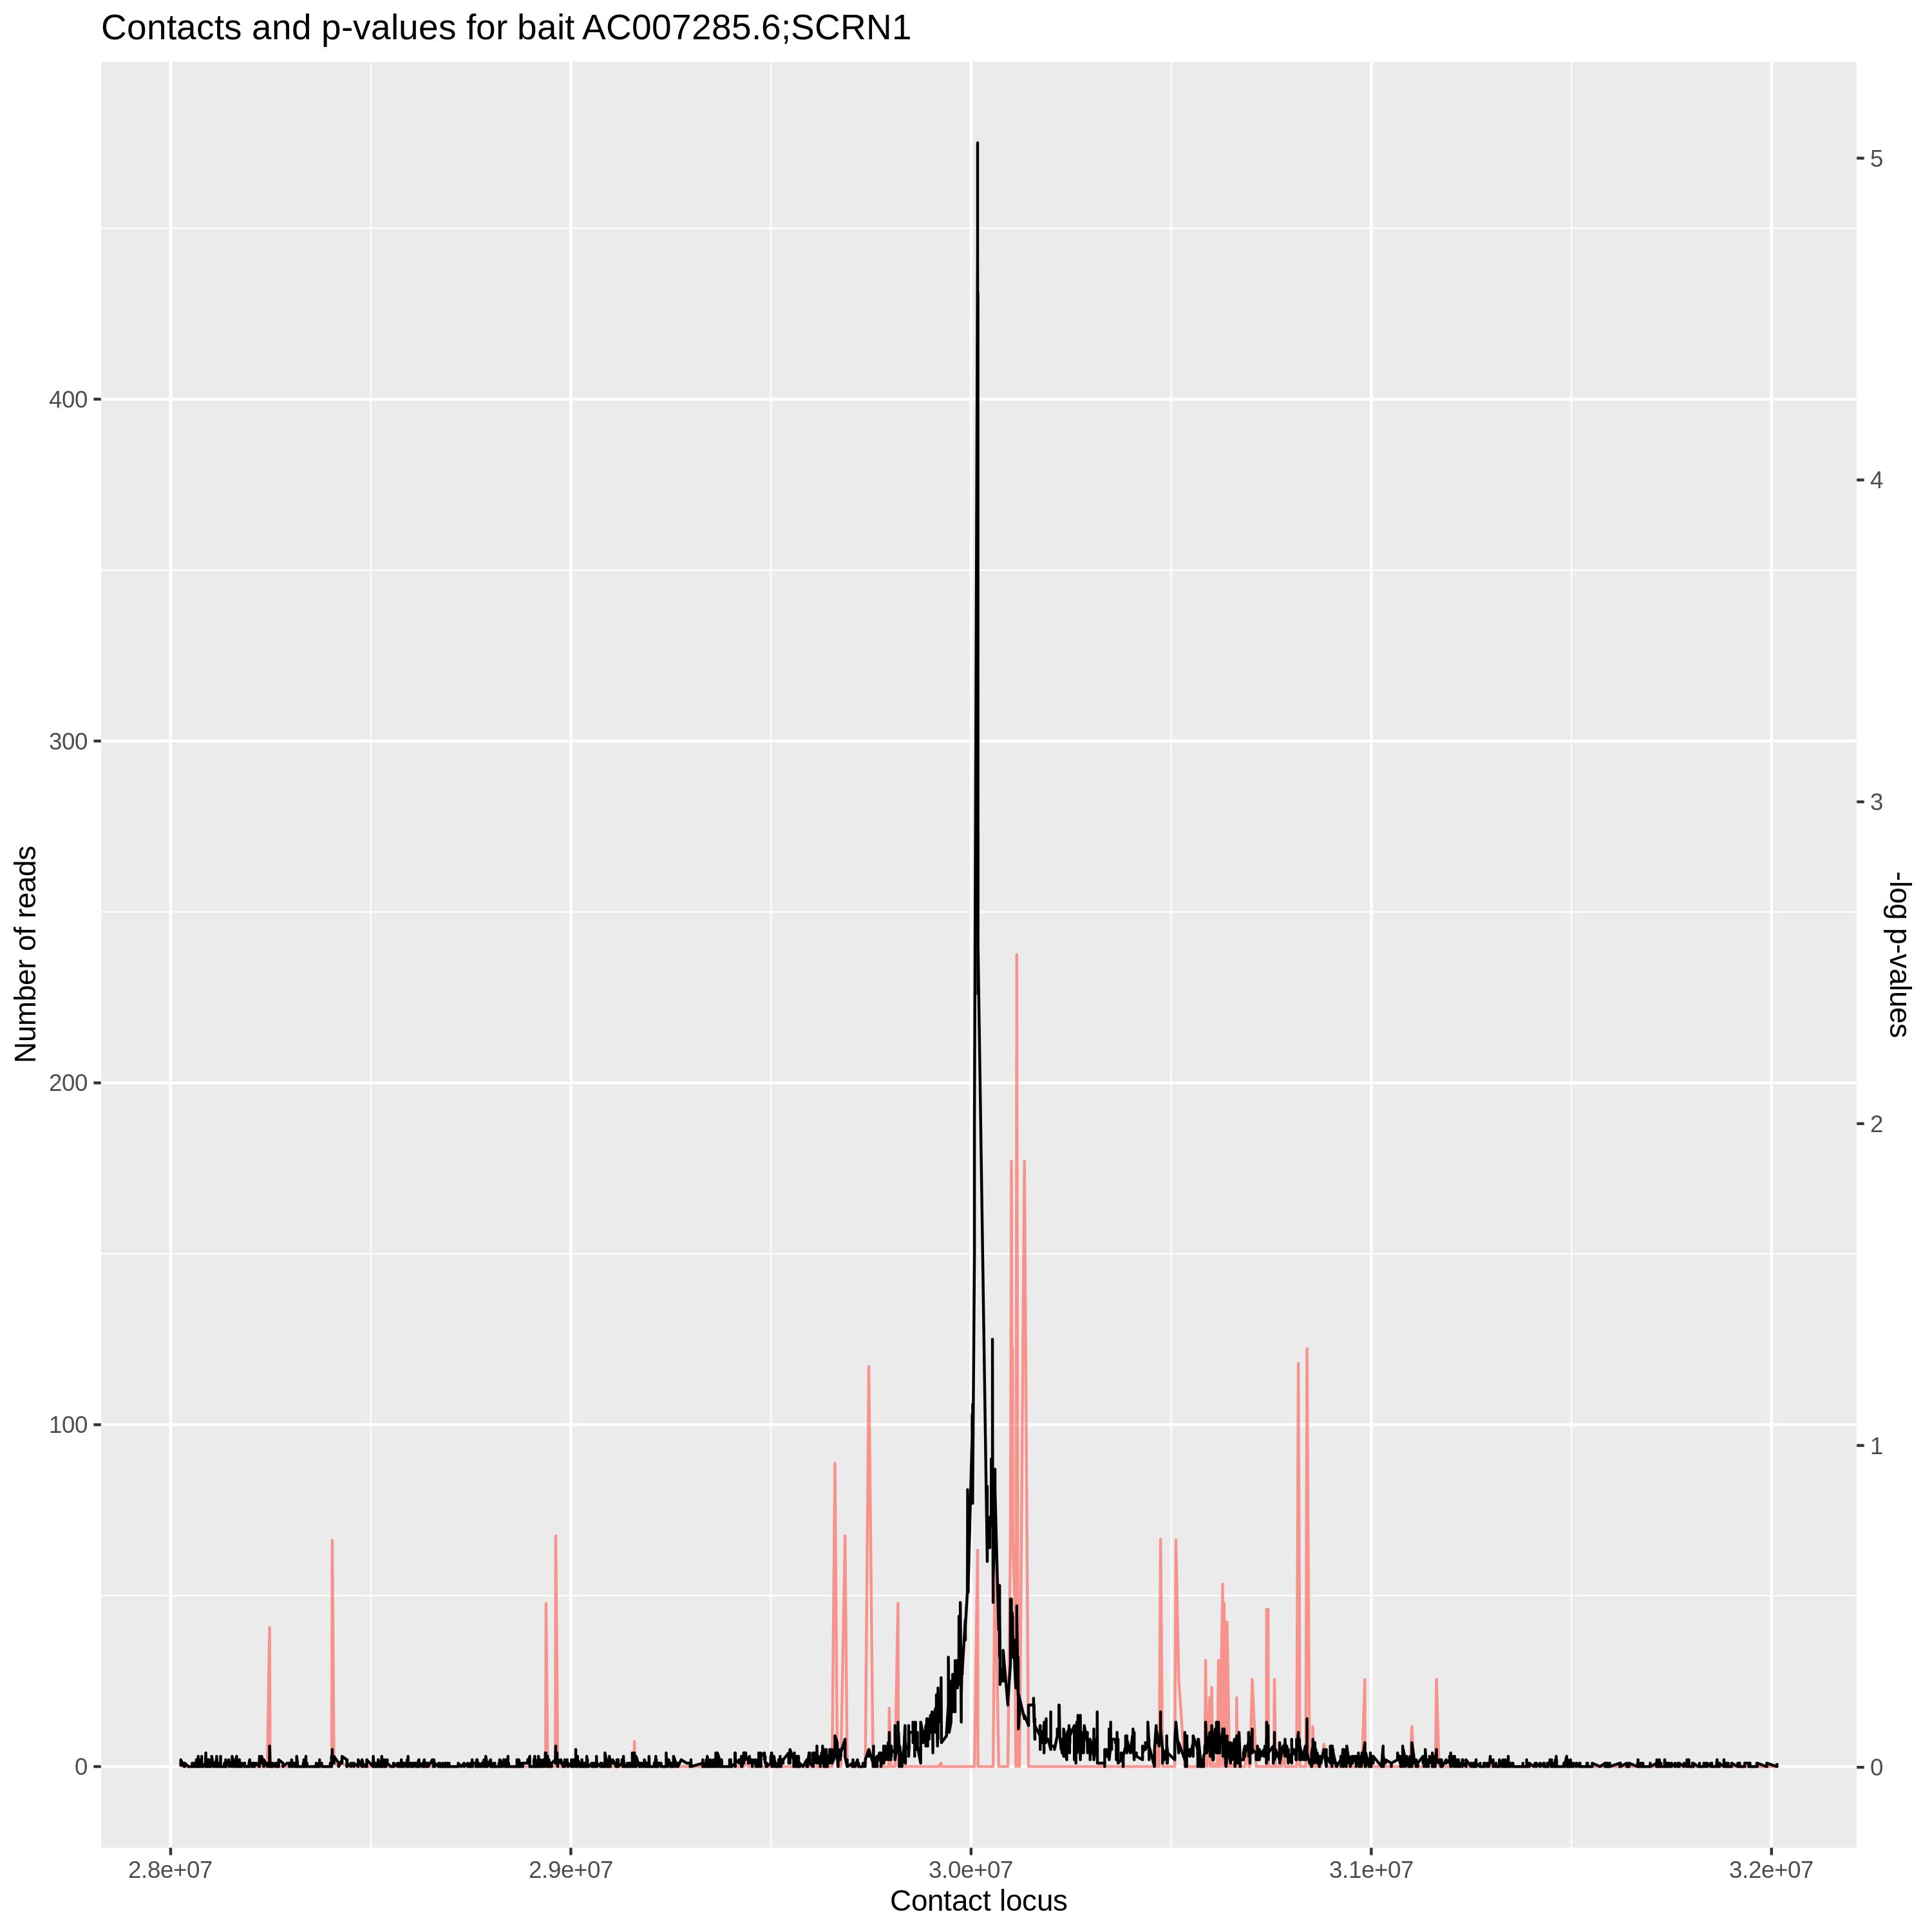 Contacts and p-values for bait AC007285.6;SCRN1
Number of reads
400
300
200
100
0
5
4
3
2
1
0
-log p-values
2.8e+07 2.9e+07 3.0e+07 3.1e+07 3.2e+07
Contact locus